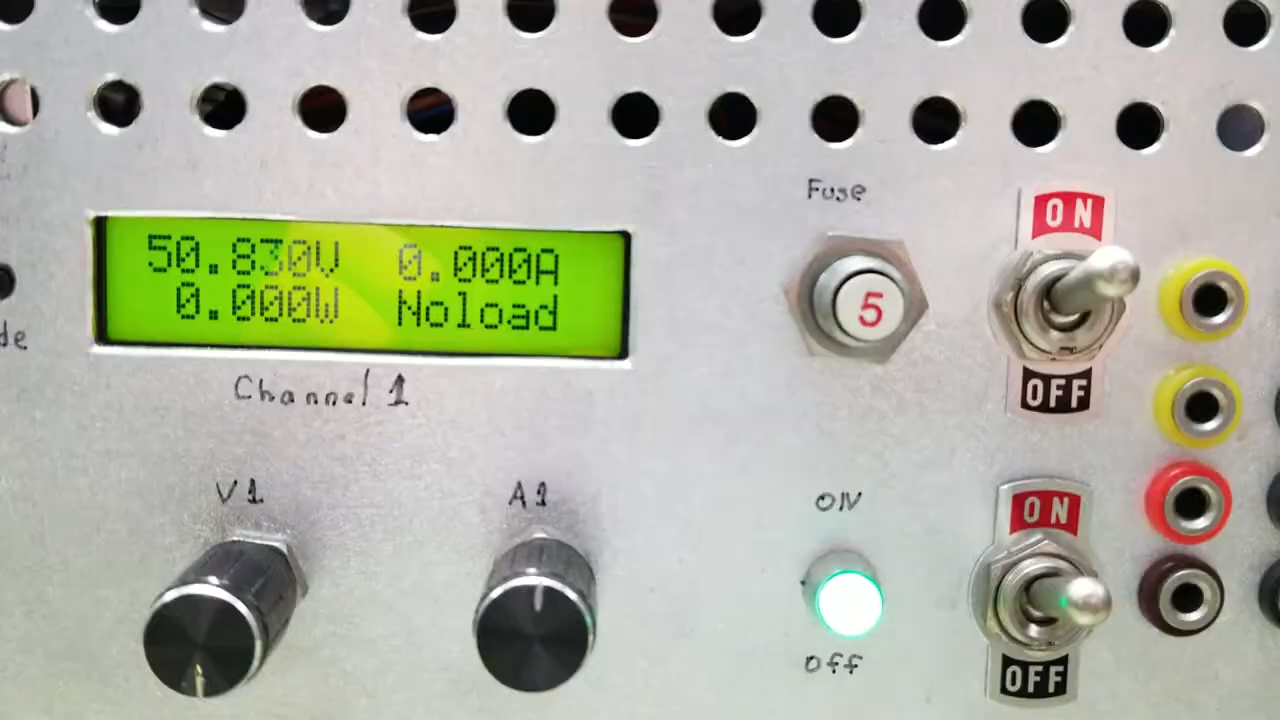 50.830V 0.000A
0.000W Noload
Channel 1
V1
A1
Fuse
5
ON
OFF
ON
Off
ON
OFF
de